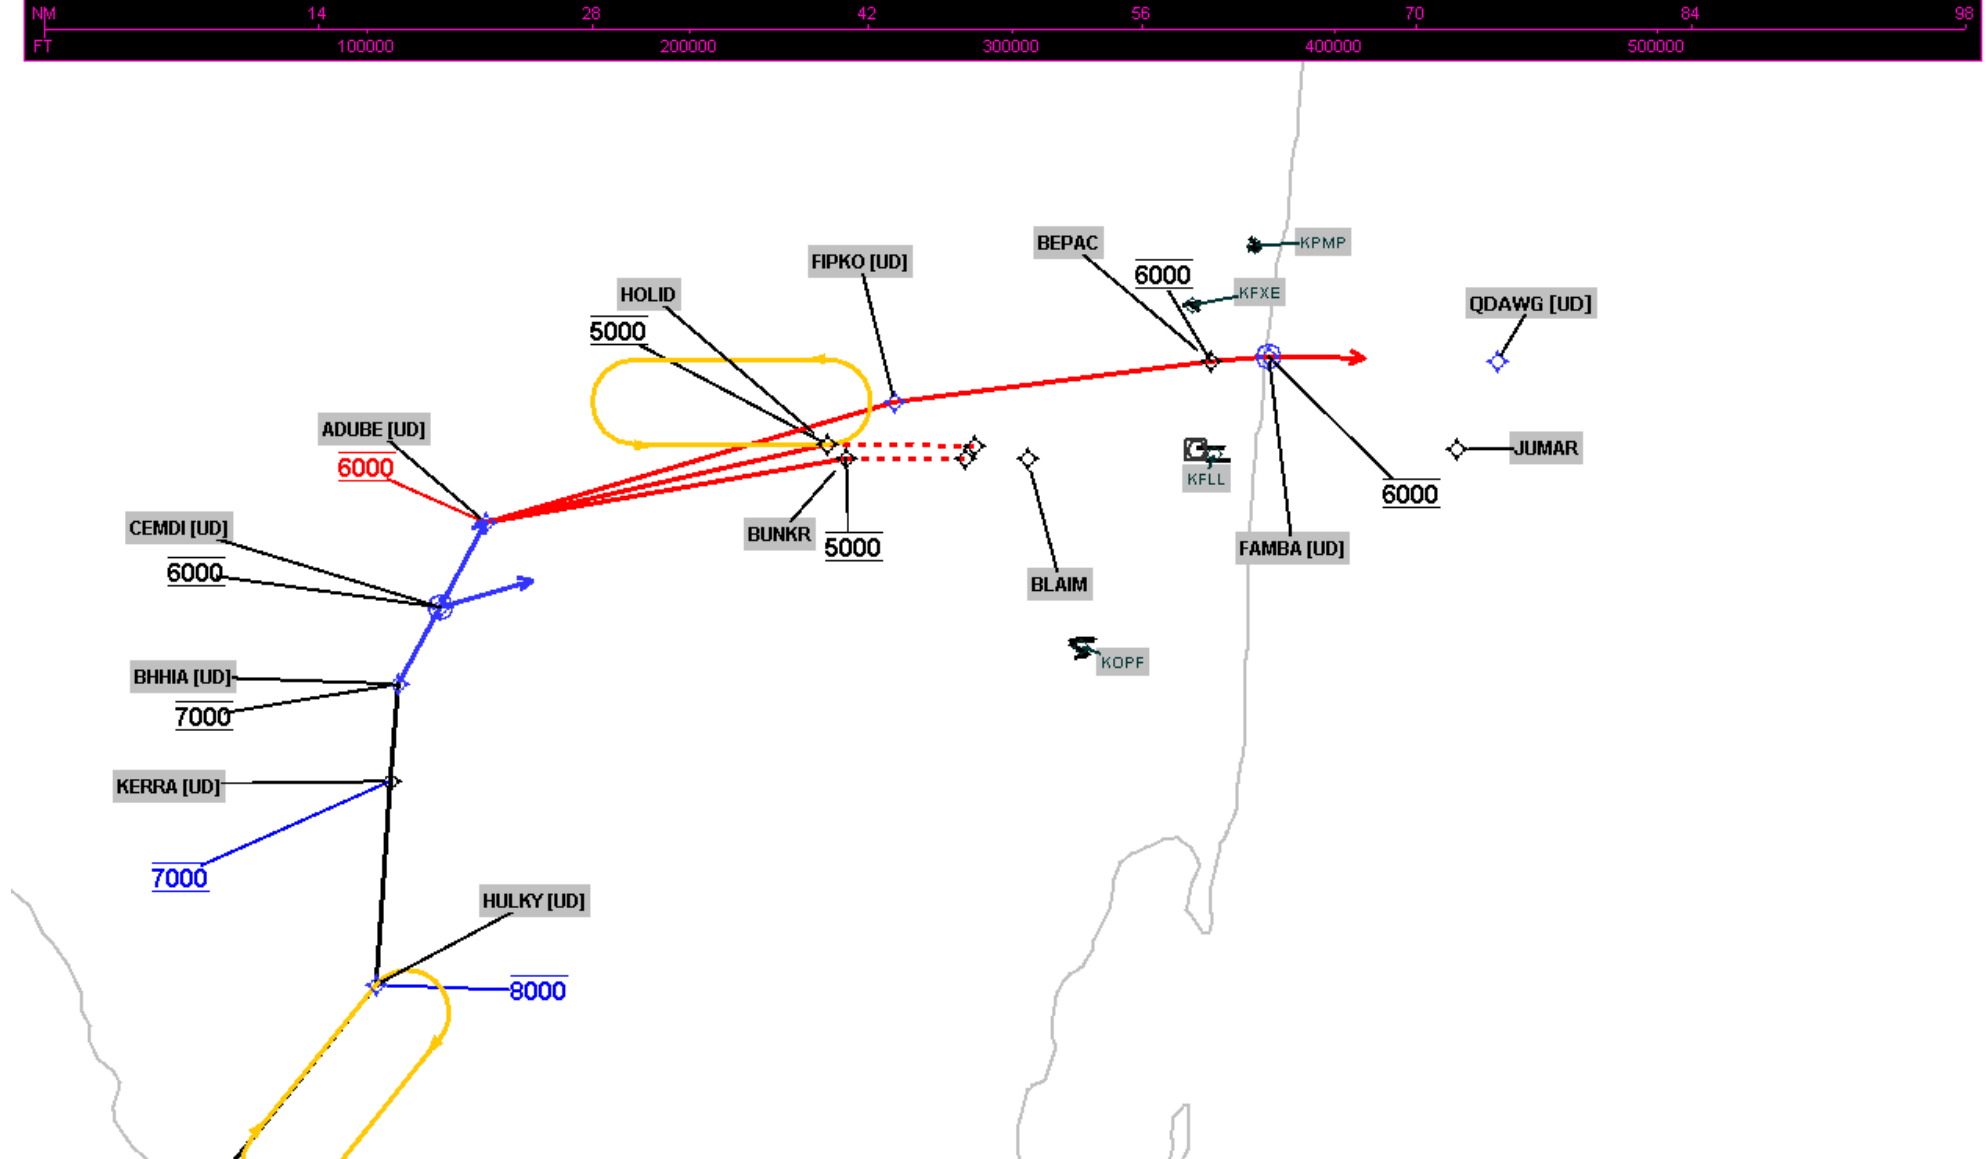 NM 14 28 42 56 70 84 98
FT 100000 200000 300000 400000 500000
BEPAC
KPMP
FIPKO [UD]
6000
KFXE
HOLID
QDAWG [UD]
5000
ADUBE [UD]
6000
JUMAR
KFLL
6000
CEMDI [UD]
BUNKR
5000
FAMBA [UD]
6000
BLAIM
KOPF
BHHIA [UD]
7000
KERRA [UD]
7000
HULKY [UD]
8000